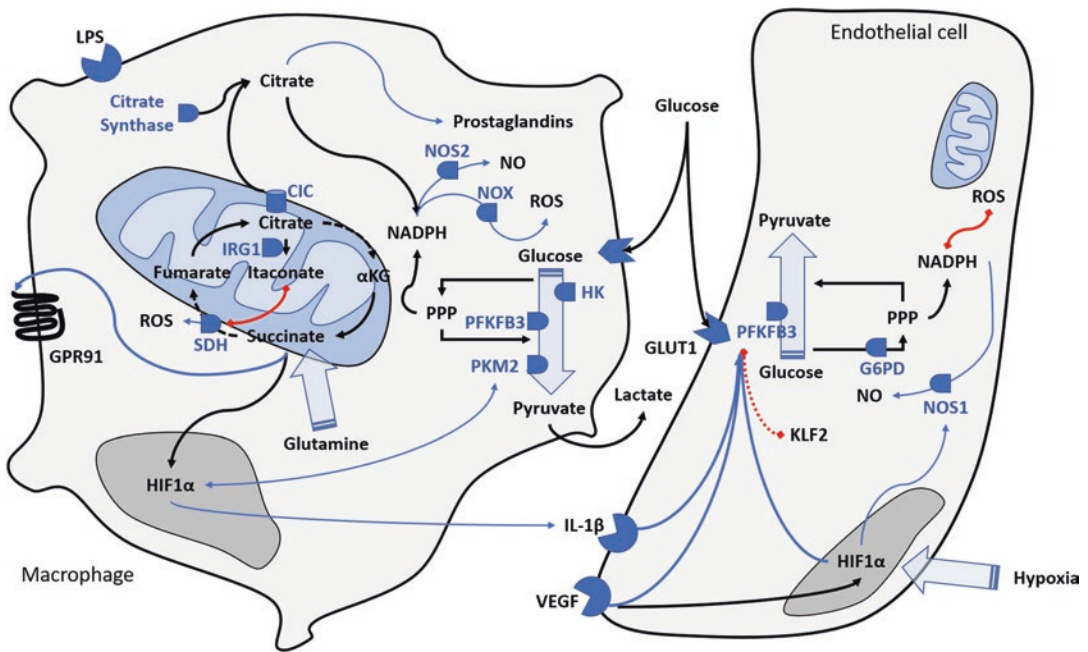 LPS
Citrate
Synthase
Citrate
Prostaglandins
NOS2
NO
NOX
ROS
NADPH
CIC
Citrate
IRG1
Fumarate
Itaconate
αKG
ROS
SDH
Succinate
GPR91
Glutamine
Glucose
HK
PPP
PFKFB3
PKM2
Pyruvate
Lactate
HIF1α
IL-1β
VEGF
Macrophage
Endothelial cell
Glucose
GLUT1
ROS
Pyruvate
NADPH
PFKFB3
PPP
Glucose
G6PD
NO
NOS1
KLF2
HIF1α
Hypoxia